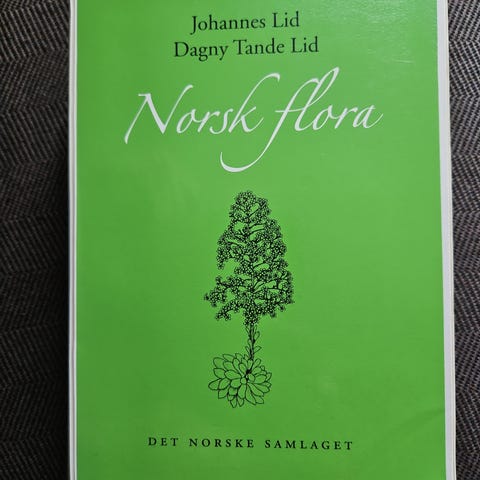 Johannes Lid
Dagny Tande Lid
Norsk flora
DET NORSKE SAMLAGET